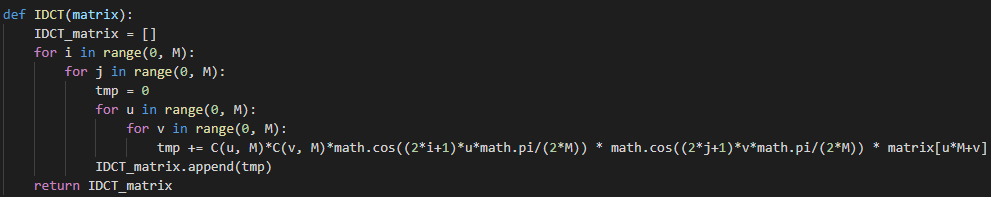 def IDCT(matrix):
    IDCT_matrix = []
    for i in range(0, M):
        for j in range(0, M):
            tmp = 0
            for u in range(0, M):
                for v in range(0, M):
                    tmp += C(u, M)*C(v, M)*math.cos((2*i+1)*u*math.pi/(2*M)) * math.cos((2*j+1)*v*math.pi/(2*M)) * matrix[u*M+v]
            IDCT_matrix.append(tmp)
    return IDCT_matrix